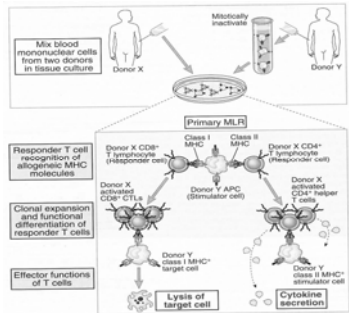 Mix blood
mononuclear cells
from two donors
in tissue culture
Mitotically
inactivate
Donor X
Donor Y
Primary MLR
Responder T cell
recognition of
allogeneic MHC
molecules
Class I
MHC
Class II
MHC
Donor X CD8⁺
T lymphocyte
(Responder cell)
Donor X CD4⁺
T lymphocyte
(Responder cell)
Donor Y APC
(Stimulator cell)
Clonal expansion
and functional
differentiation of
responder T cells
Donor X
activated
CD8⁺ CTLs
Donor X
activated
CD4⁺ helper
T cells
Donor Y
class I MHC⁺
target cell
Donor Y
class II MHC⁺
stimulator cell
Effector functions
of T cells
Lysis of
target cell
Cytokine
secretion